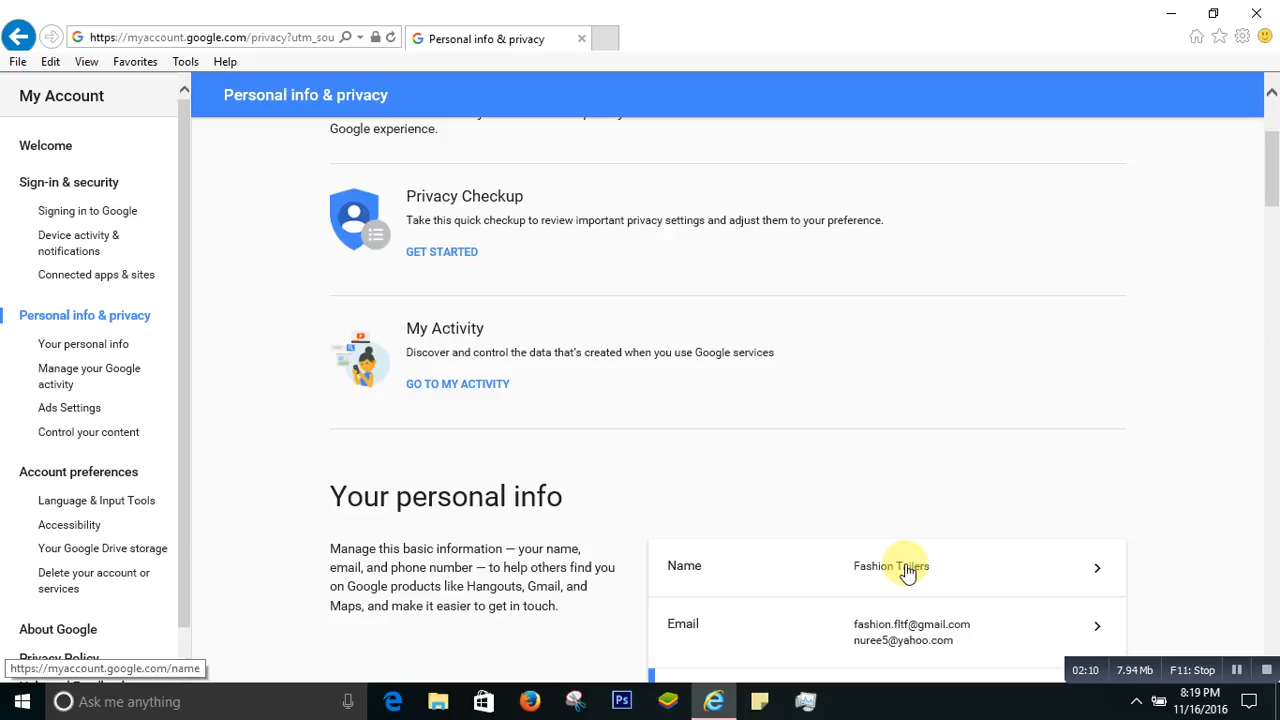 https://myaccount.google.com/privacy?utm_sou
Personal info & privacy
File Edit View Favorites Tools Help
My Account
Welcome
Sign-in & security
Signing in to Google
Device activity &
notifications
Connected apps & sites
Personal info & privacy
Your personal info
Manage your Google
activity
Ads Settings
Control your content
Account preferences
Language & Input Tools
Accessibility
Your Google Drive storage
Delete your account or
services
About Google
Privacy Policy
https://myaccount.google.com/name
Personal info & privacy
Google experience.
Privacy Checkup
Take this quick checkup to review important privacy settings and adjust them to your preference.
GET STARTED
My Activity
Discover and control the data that's created when you use Google services
GO TO MY ACTIVITY
Your personal info
Manage this basic information — your name,
email, and phone number — to help others find you
on Google products like Hangouts, Gmail, and
Maps, and make it easier to get in touch.
Name
Fashion
Email
fashion.fltf@gmail.com
nuree5@yahoo.com
02:10 7.94 Mb F11: Stop
Ask me anything
Ps
8:19 PM
11/16/2016